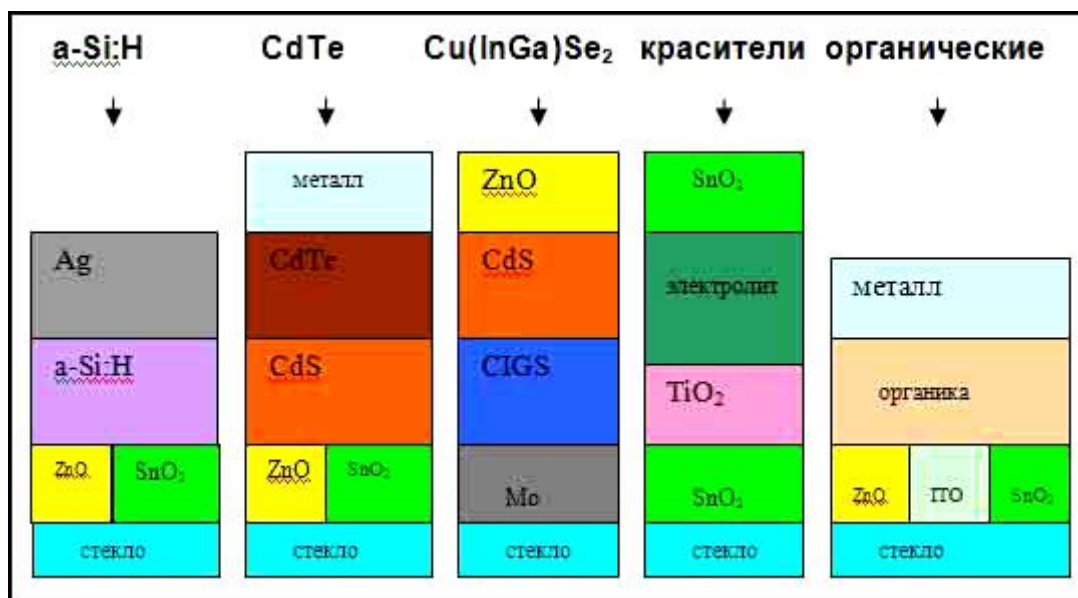 a-Si:H CdTe Cu(InGa)Se₂ красители органические
металл ZnO SnO₂
Ag CdTe CdS электролит металл
a-Si:H CdS CIGS TiO₂ органика
ZnO SnO₂ ZnO SnO₂ Mo SnO₂ ZnO ITO SnO₂
стекло стекло стекло стекло стекло